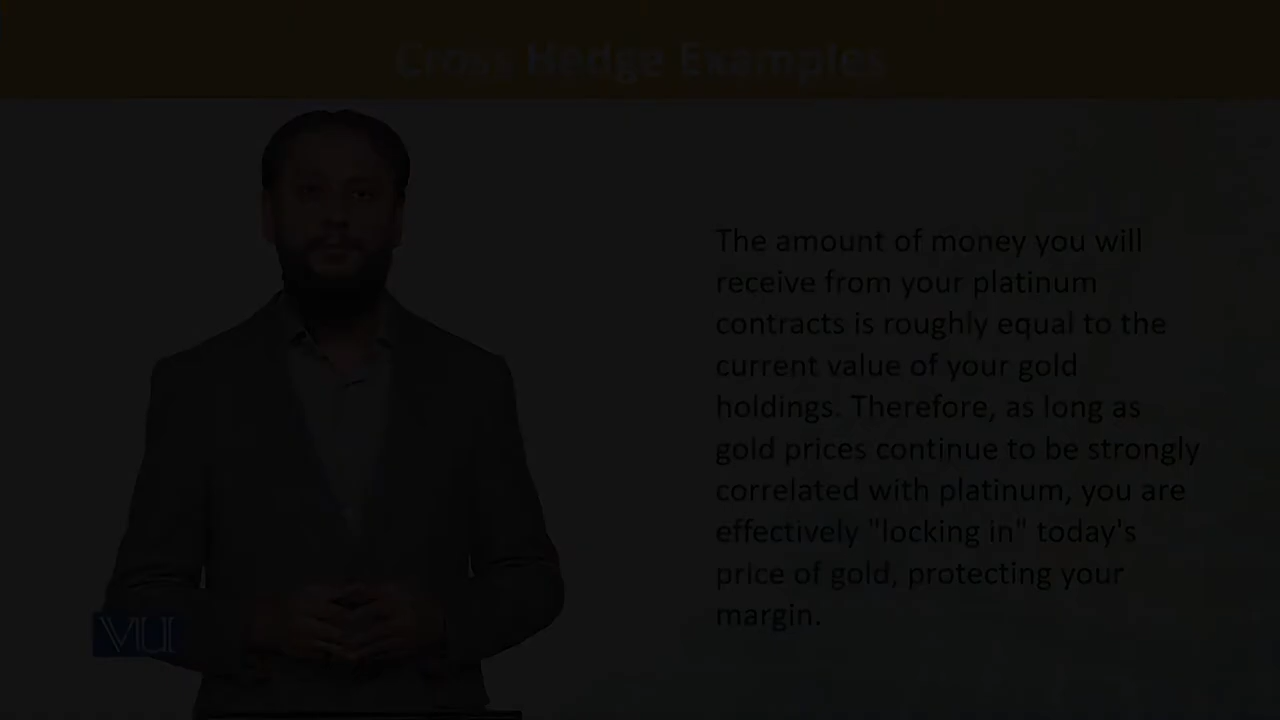 Cross Hedge Examples
The amount of money you will
receive from your platinum
contracts is roughly equal to the
current value of your gold
holdings. Therefore, as long as
gold prices continue to be strongly
correlated with platinum, you are
effectively "locking in" today's
price of gold, protecting your
margin.
VU